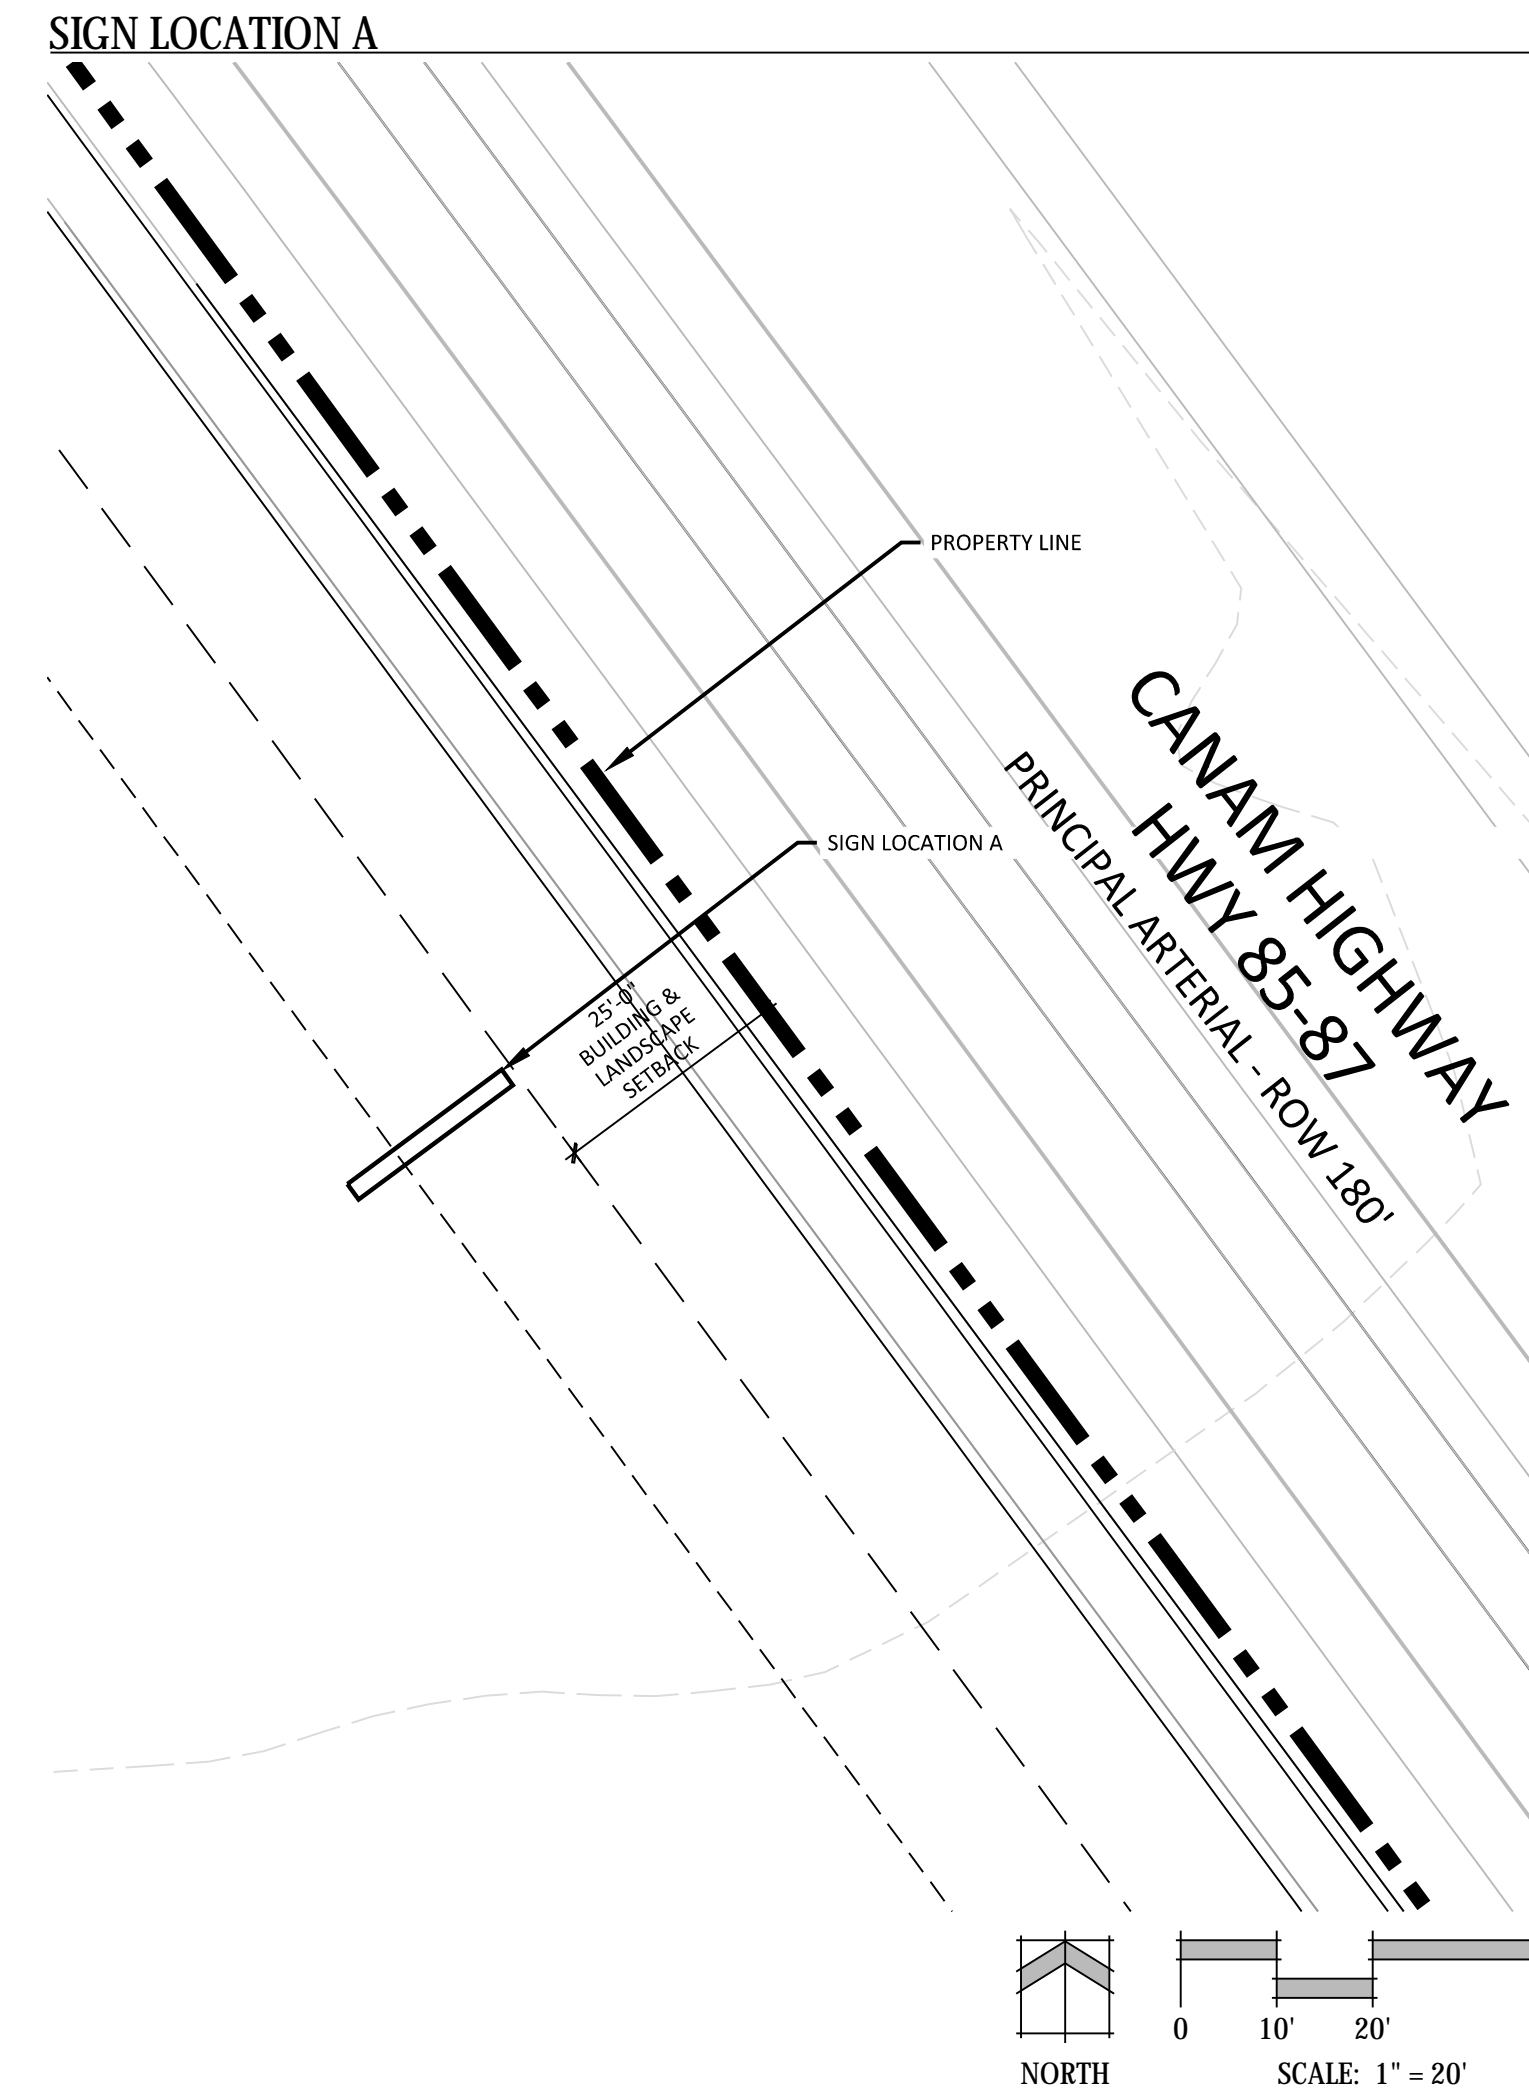 SIGN LOCATION A
PROPERTY LINE
SIGN LOCATION A
25'-0"
BUILDING &
LANDSCAPE
SETBACK
CANAM HIGHWAY
HWY 85-87
PRINCIPAL ARTERIAL - ROW 180'
0 10' 20'
NORTH
SCALE: 1" = 20'